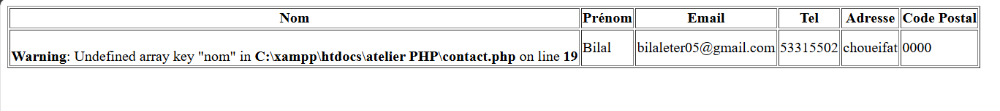 Nom Prénom Email Tel Adresse Code Postal
Warning: Undefined array key "nom" in C:\xampp\htdocs\atelier PHP\contact.php on line 19 Bilal bilaleter05@gmail.com 53315502 choueifat 0000